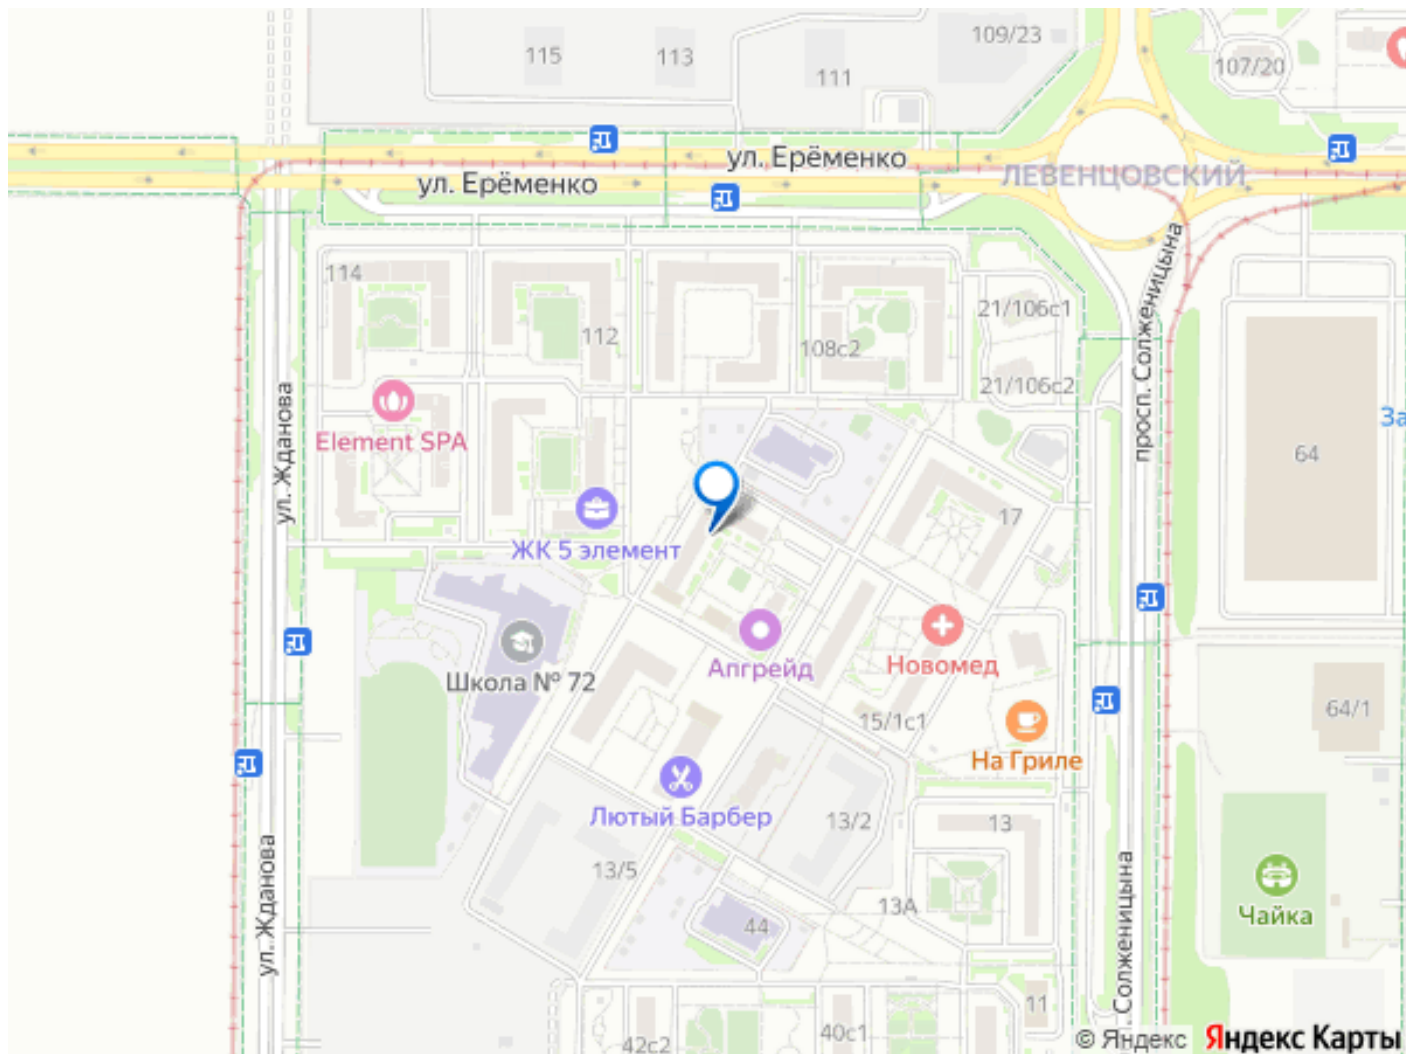 109/23
115
113
111
107/20
ул. Ерёменко
ул. Ерёменко
ЛЕВЕНЦОВСКИЙ
114
112
108с2
21/106с1
21/106с2
просп. Солженицына
ул. Жданова
Element SPA
За
64
17
ЖК 5 элемент
Школа № 72
Апгрейд
Новомед
15/1с1
64/1
На Гриле
Лютый Барбер
13/2
13
13/5
13А
44
Чайка
ул. Жданова
. Солженицына
11
42с2
40с1
© Яндекс Яндекс Карты